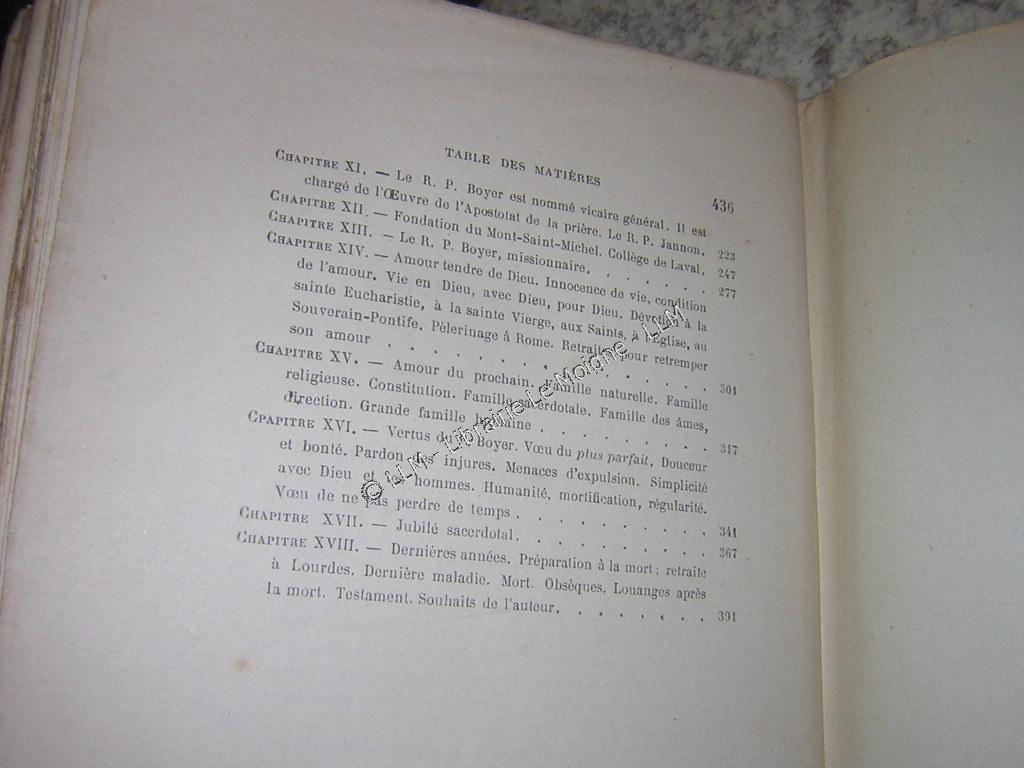 TABLE DES MATIÈRES
436
CHAPITRE XI. — Le R. P. Boyer est nommé vicaire général. Il est
chargé de l'Œuvre de l'Apostolat de la prière. Le R. P. Jannon. 223
CHAPITRE XII. — Fondation du Mont-Saint-Michel. Collège de Laval. 247
CHAPITRE XIII. — Le R. P. Boyer, missionnaire. . . . . . . . 277
CHAPITRE XIV. — Amour tendre de Dieu. Innocence de vie, condition
de l'amour. Vie en Dieu, avec Dieu, pour Dieu. Dévotion à la
sainte Eucharistie, à la sainte Vierge, aux Saints, à l'Église, au
Souverain-Pontife. Pèlerinage à Rome. Retraite pour retremper
son amour . . . . . . . . . . . . . . . 301
CHAPITRE XV. — Amour du prochain. Famille naturelle. Famille
religieuse. Constitution. Famille sacerdotale. Famille des âmes,
direction. Grande famille humaine . . . . . . . . 317
CPAPITRE XVI. — Vertus du P. Boyer. Vœu du plus parfait. Douceur
et bonté. Pardon des injures. Menaces d'expulsion. Simplicité
avec Dieu et les hommes. Humanité, mortification, régularité.
Vœu de ne pas perdre de temps . . . . . . . . . 341
CHAPITRE XVII. — Jubilé sacerdotal. . . . . . . . . . 367
CHAPITRE XVIII. — Dernières années. Préparation à la mort ; retraite
à Lourdes. Dernière maladie. Mort. Obsèques. Louanges après
la mort. Testament. Souhaits de l'auteur. . . . . . . . 391
© LLM - Librairie Le Moigne - LLM